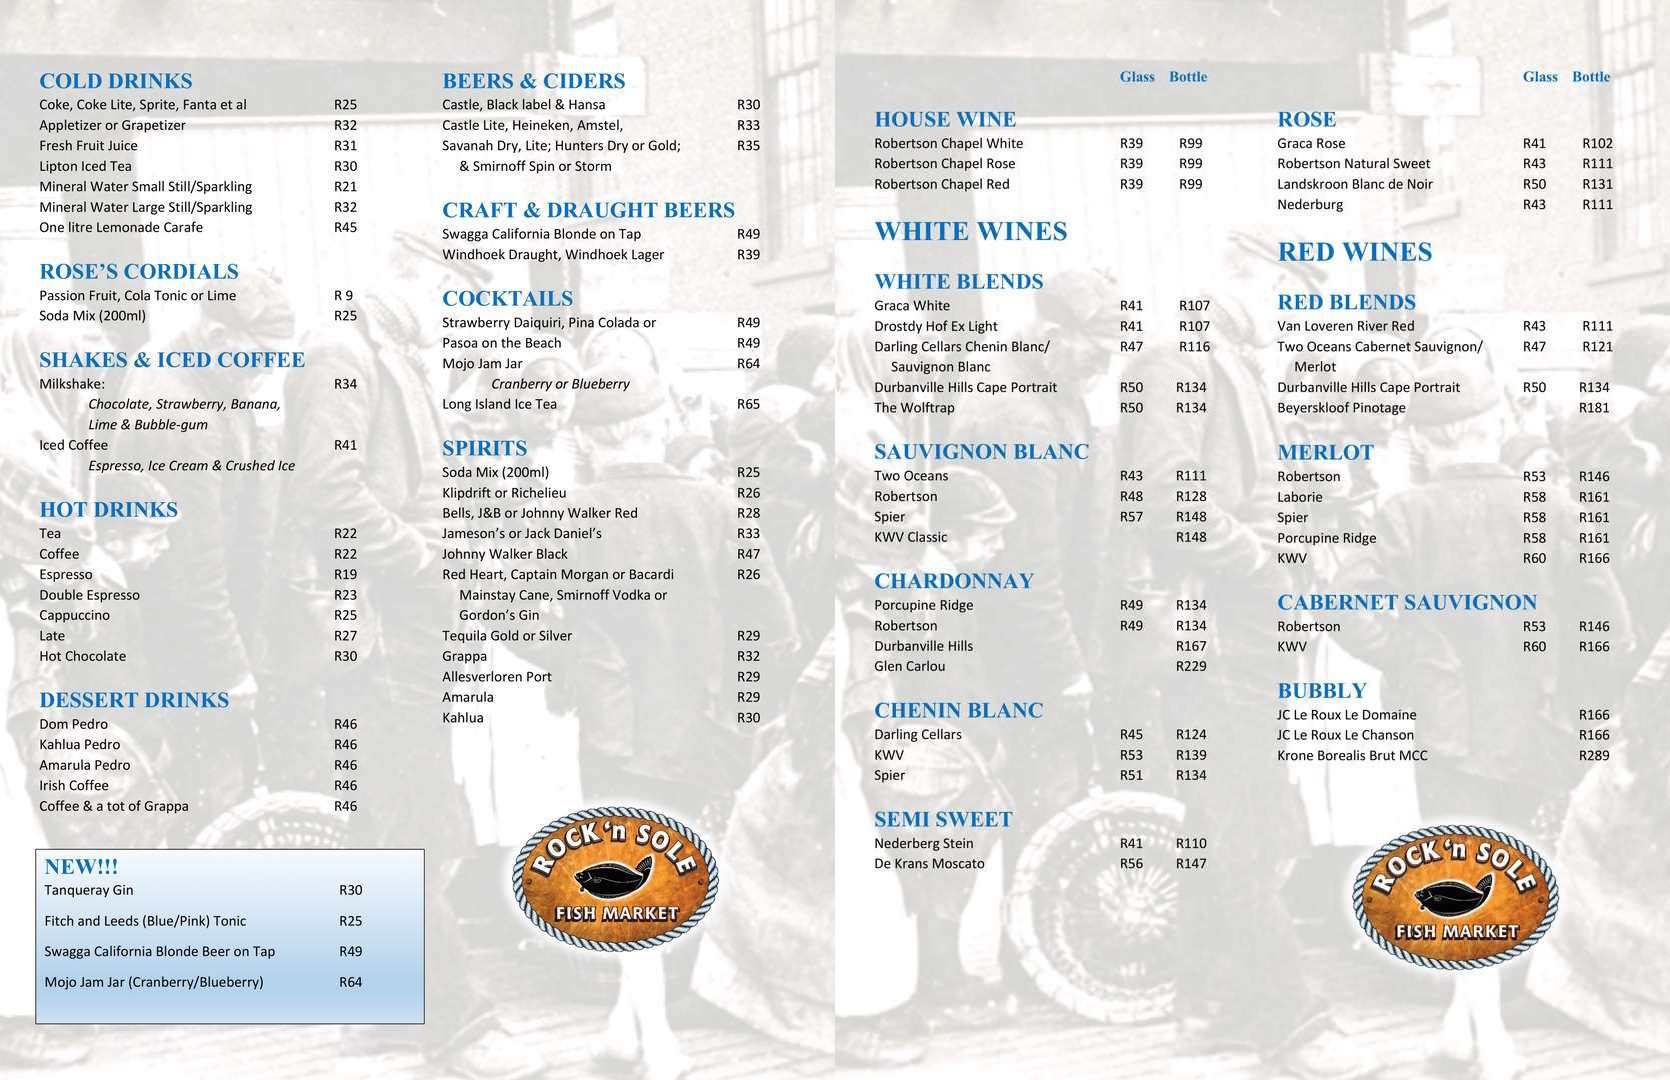 COLD DRINKS
Coke, Coke Lite, Sprite, Fanta et al R25
Appletizer or Grapetizer R32
Fresh Fruit Juice R31
Lipton Iced Tea R30
Mineral Water Small Still/Sparkling R21
Mineral Water Large Still/Sparkling R32
One litre Lemonade Carafe R45
ROSE'S CORDIALS
Passion Fruit, Cola Tonic or Lime R 9
Soda Mix (200ml) R25
SHAKES & ICED COFFEE
Milkshake: R34
Chocolate, Strawberry, Banana,
Lime & Bubble-gum
Iced Coffee R41
Espresso, Ice Cream & Crushed Ice
HOT DRINKS
Tea R22
Coffee R22
Espresso R19
Double Espresso R23
Cappuccino R25
Late R27
Hot Chocolate R30
DESSERT DRINKS
Dom Pedro R46
Kahlua Pedro R46
Amarula Pedro R46
Irish Coffee R46
Coffee & a tot of Grappa R46
NEW!!!
Tanqueray Gin R30
Fitch and Leeds (Blue/Pink) Tonic R25
Swagga California Blonde Beer on Tap R49
Mojo Jam Jar (Cranberry/Blueberry) R64
BEERS & CIDERS
Castle, Black label & Hansa R30
Castle Lite, Heineken, Amstel, R33
Savanah Dry, Lite; Hunters Dry or Gold; R35
& Smirnoff Spin or Storm
CRAFT & DRAUGHT BEERS
Swagga California Blonde on Tap R49
Windhoek Draught, Windhoek Lager R39
COCKTAILS
Strawberry Daiquiri, Pina Colada or R49
Pasoa on the Beach R49
Mojo Jam Jar R64
Cranberry or Blueberry
Long Island Ice Tea R65
SPIRITS
Soda Mix (200ml) R25
Klipdrift or Richelieu R26
Bells, J&B or Johnny Walker Red R28
Jameson's or Jack Daniel's R33
Johnny Walker Black R47
Red Heart, Captain Morgan or Bacardi R26
Mainstay Cane, Smirnoff Vodka or
Gordon's Gin
Tequila Gold or Silver R29
Grappa R32
Allesverloren Port R29
Amarula R29
Kahlua R30
ROCK 'n SOLE
FISH MARKET
Glass Bottle
HOUSE WINE
Robertson Chapel White R39 R99
Robertson Chapel Rose R39 R99
Robertson Chapel Red R39 R99
WHITE WINES
WHITE BLENDS
Graca White R41 R107
Drostdy Hof Ex Light R41 R107
Darling Cellars Chenin Blanc/ R47 R116
Sauvignon Blanc
Durbanville Hills Cape Portrait R50 R134
The Wolftrap R50 R134
SAUVIGNON BLANC
Two Oceans R43 R111
Robertson R48 R128
Spier R57 R148
KWV Classic R148
CHARDONNAY
Porcupine Ridge R49 R134
Robertson R49 R134
Durbanville Hills R167
Glen Carlou R229
CHENIN BLANC
Darling Cellars R45 R124
KWV R53 R139
Spier R51 R134
SEMI SWEET
Nederberg Stein R41 R110
De Krans Moscato R56 R147
Glass Bottle
ROSE
Graca Rose R41 R102
Robertson Natural Sweet R43 R111
Landskroon Blanc de Noir R50 R131
Nederburg R43 R111
RED WINES
RED BLENDS
Van Loveren River Red R43 R111
Two Oceans Cabernet Sauvignon/ R47 R121
Merlot
Durbanville Hills Cape Portrait R50 R134
Beyerskloof Pinotage R181
MERLOT
Robertson R53 R146
Laborie R58 R161
Spier R58 R161
Porcupine Ridge R58 R161
KWV R60 R166
CABERNET SAUVIGNON
Robertson R53 R146
KWV R60 R166
BUBBLY
JC Le Roux Le Domaine R166
JC Le Roux Le Chanson R166
Krone Borealis Brut MCC R289
ROCK 'n SOLE
FISH MARKET